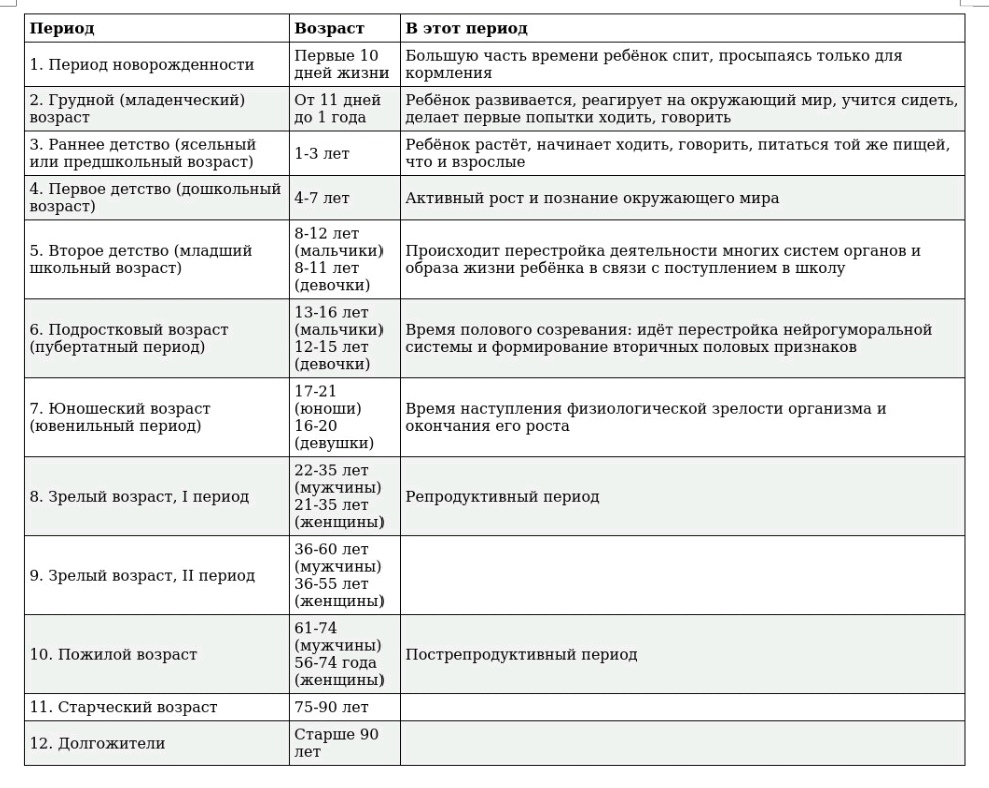 Период Возраст В этот период
1. Период новорожденности
Первые 10
дней жизни
Большую часть времени ребёнок спит, просыпаясь только для
кормления
2. Грудной (младенческий)
возраст
От 11 дней
до 1 года
Ребёнок развивается, реагирует на окружающий мир, учится сидеть,
делает первые попытки ходить, говорить
3. Раннее детство (ясельный
или предшкольный возраст)
1-3 лет
Ребёнок растёт, начинает ходить, говорить, питаться той же пищей,
что и взрослые
4. Первое детство (дошкольный
возраст)
4-7 лет
Активный рост и познание окружающего мира
5. Второе детство (младший
школьный возраст)
8-12 лет
(мальчики)
8-11 лет
(девочки)
Происходит перестройка деятельности многих систем органов и
образа жизни ребёнка в связи с поступлением в школу
6. Подростковый возраст
(пубертатный период)
13-16 лет
(мальчики)
12-15 лет
(девочки)
Время полового созревания: идёт перестройка нейрогуморальной
системы и формирование вторичных половых признаков
7. Юношеский возраст
(ювенильный период)
17-21
(юноши)
16-20
(девушки)
Время наступления физиологической зрелости организма и
окончания его роста
8. Зрелый возраст, I период
22-35 лет
(мужчины)
21-35 лет
(женщины)
Репродуктивный период
9. Зрелый возраст, II период
36-60 лет
(мужчины)
36-55 лет
(женщины)
10. Пожилой возраст
61-74
(мужчины)
56-74 года
(женщины)
Пострепродуктивный период
11. Старческий возраст
75-90 лет
12. Долгожители
Старше 90
лет